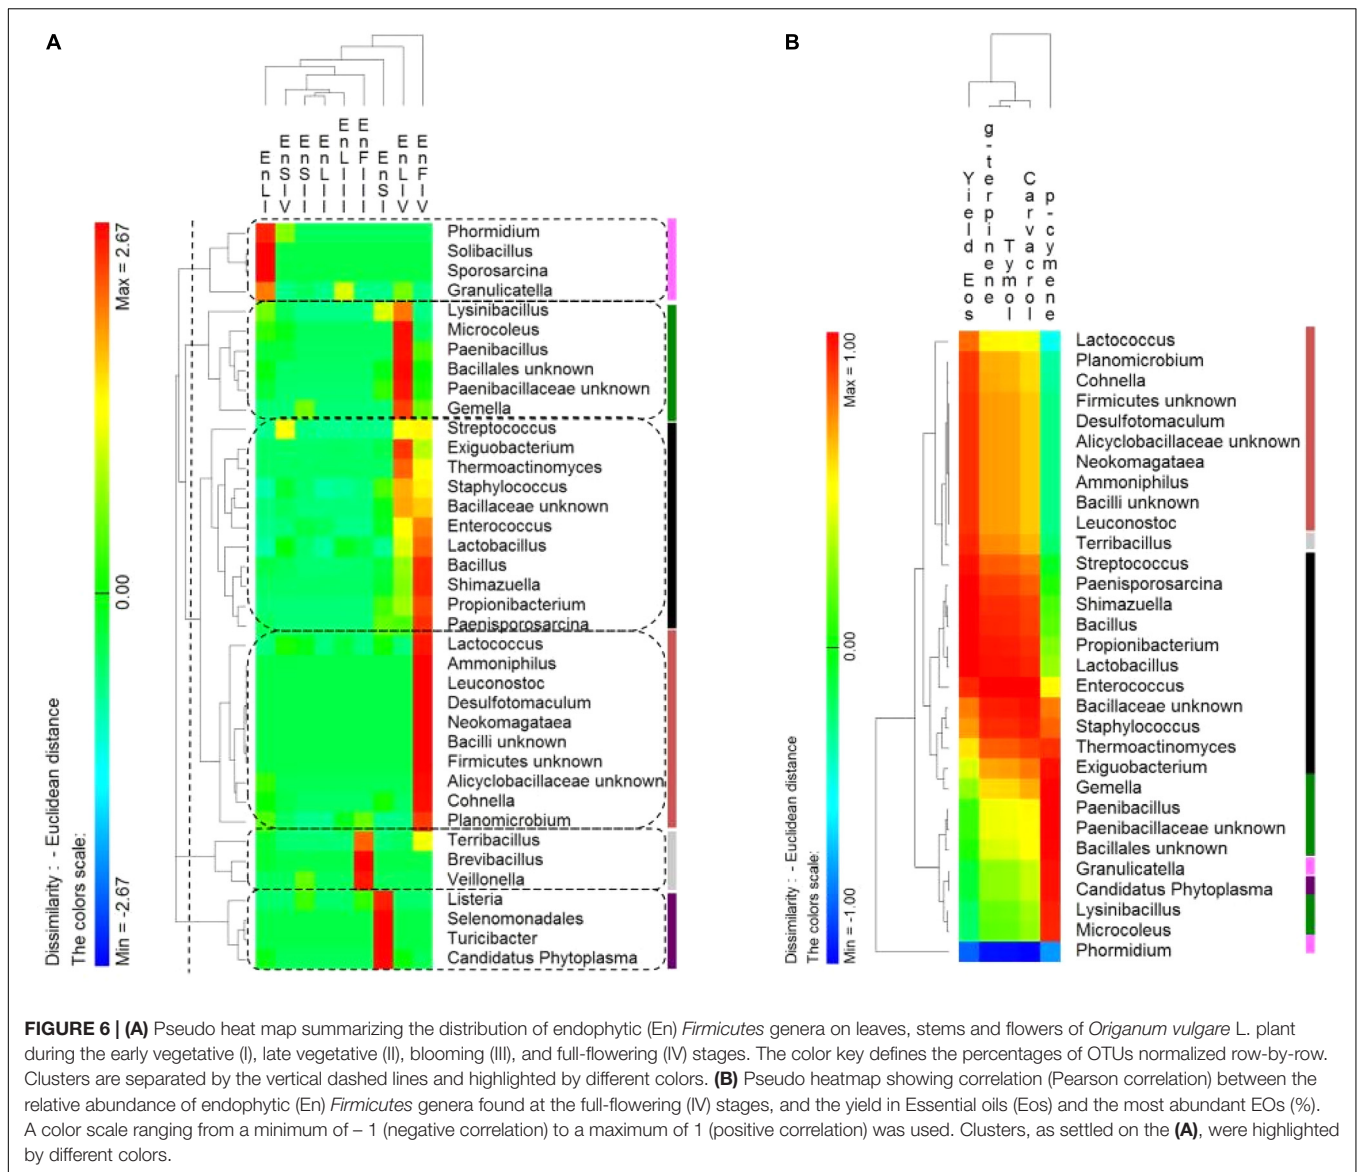 A
EnLI
EnSIV
EnSII
EnLII
EnLIII
EnFIII
EnSI
EnLIV
EnFIV
Max = 2.67
0.00
Min = -2.67
Dissimilarity : - Euclidean distance
The colors scale:
Phormidium
Solibacillus
Sporosarcina
Granulicatella
Lysinibacillus
Microcoleus
Paenibacillus
Bacillales unknown
Paenibacillaceae unknown
Gemella
Streptococcus
Exiguobacterium
Thermoactinomyces
Staphylococcus
Bacillaceae unknown
Enterococcus
Lactobacillus
Bacillus
Shimazuella
Propionibacterium
Paenisporosarcina
Lactococcus
Ammoniphilus
Leuconostoc
Desulfotomaculum
Neokomagataea
Bacilli unknown
Firmicutes unknown
Alicyclobacillaceae unknown
Cohnella
Planomicrobium
Terribacillus
Brevibacillus
Veillonella
Listeria
Selenomonadales
Turicibacter
Candidatus Phytoplasma
B
Yield Eos
g-terpinene
Tymol
Carvacrol
p-cymene
Max = 1.00
0.00
Min = -1.00
Dissimilarity : - Euclidean distance
The colors scale:
Lactococcus
Planomicrobium
Cohnella
Firmicutes unknown
Desulfotomaculum
Alicyclobacillaceae unknown
Neokomagataea
Ammoniphilus
Bacilli unknown
Leuconostoc
Terribacillus
Streptococcus
Paenisporosarcina
Shimazuella
Bacillus
Propionibacterium
Lactobacillus
Enterococcus
Bacillaceae unknown
Staphylococcus
Thermoactinomyces
Exiguobacterium
Gemella
Paenibacillus
Paenibacillaceae unknown
Bacillales unknown
Granulicatella
Candidatus Phytoplasma
Lysinibacillus
Microcoleus
Phormidium
FIGURE 6 | (A) Pseudo heat map summarizing the distribution of endophytic (En) Firmicutes genera on leaves, stems and flowers of Origanum vulgare L. plant
during the early vegetative (I), late vegetative (II), blooming (III), and full-flowering (IV) stages. The color key defines the percentages of OTUs normalized row-by-row.
Clusters are separated by the vertical dashed lines and highlighted by different colors. (B) Pseudo heatmap showing correlation (Pearson correlation) between the
relative abundance of endophytic (En) Firmicutes genera found at the full-flowering (IV) stages, and the yield in Essential oils (Eos) and the most abundant EOs (%).
A color scale ranging from a minimum of – 1 (negative correlation) to a maximum of 1 (positive correlation) was used. Clusters, as settled on the (A), were highlighted
by different colors.